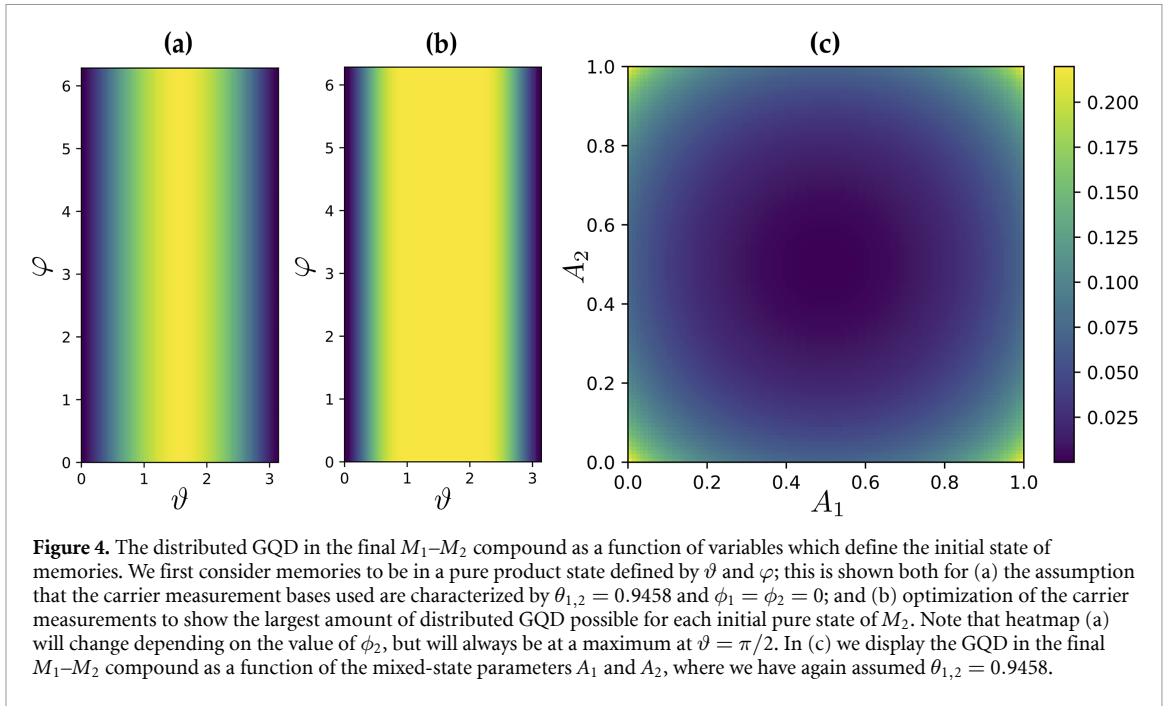 (a)
6
5
4
3
2
1
0
0 1 2 3
φ
ϑ
(b)
6
5
4
3
2
1
0
0 1 2 3
φ
ϑ
(c)
1.0
0.8
0.6
0.4
0.2
0.0
0.0 0.2 0.4 0.6 0.8 1.0
A₂
A₁
0.200
0.175
0.150
0.125
0.100
0.075
0.050
0.025
Figure 4. The distributed GQD in the final M₁–M₂ compound as a function of variables which define the initial state of
memories. We first consider memories to be in a pure product state defined by ϑ and φ; this is shown both for (a) the assumption
that the carrier measurement bases used are characterized by θ₁,₂ = 0.9458 and ϕ₁ = ϕ₂ = 0; and (b) optimization of the carrier
measurements to show the largest amount of distributed GQD possible for each initial pure state of M₂. Note that heatmap (a)
will change depending on the value of ϕ₂, but will always be at a maximum at ϑ = π/2. In (c) we display the GQD in the final
M₁–M₂ compound as a function of the mixed-state parameters A₁ and A₂, where we have again assumed θ₁,₂ = 0.9458.